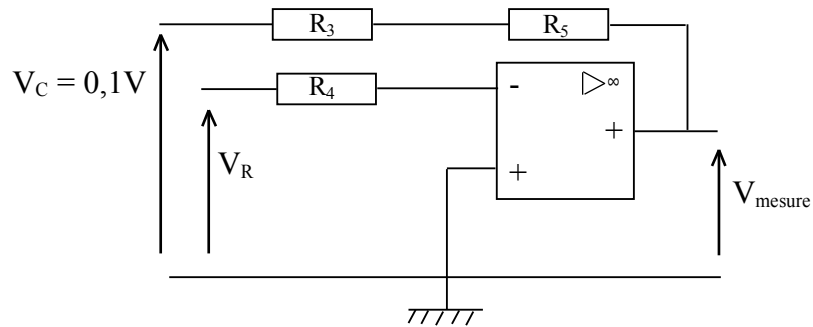 R3
R5
VC = 0,1V
R4
-
▷∞
+
+
VR
Vmesure